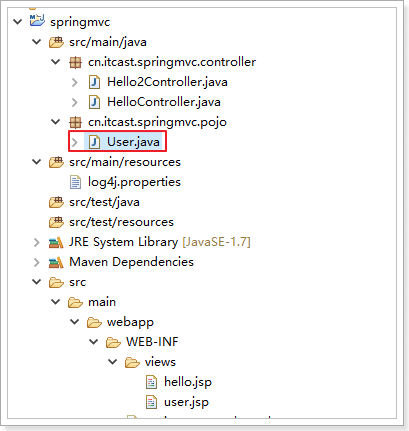 springmvc
src/main/java
cn.itcast.springmvc.controller
Hello2Controller.java
HelloController.java
cn.itcast.springmvc.pojo
User.java
src/main/resources
log4j.properties
src/test/java
src/test/resources
JRE System Library [JavaSE-1.7]
Maven Dependencies
src
main
webapp
WEB-INF
views
hello.jsp
user.jsp